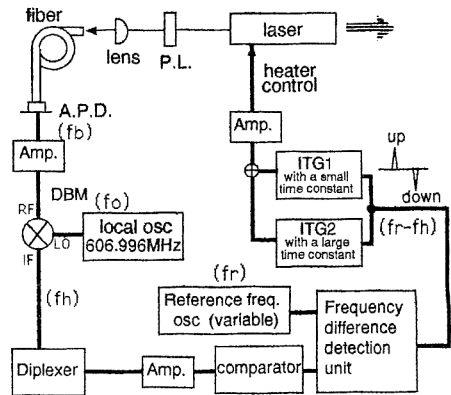 fiber
lens
P.L.
laser
heater
control
A.P.D.
(fb)
Amp.
Amp.
up
down
ITG1
with a small
time constant
ITG2
with a large
time constant
(fr-fh)
DBM
(fo)
RF
LO
IF
local osc
606.996MHz
(fh)
(fr)
Reference freq.
osc (variable)
Frequency
difference
detection
unit
Diplexer
Amp.
comparator